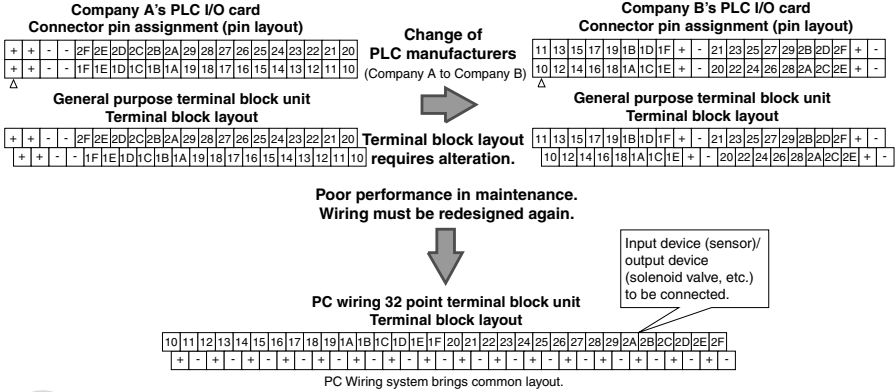 Company A's PLC I/O card
Connector pin assignment (pin layout)
+ + - - 2F 2E 2D 2C 2B 2A 29 28 27 26 25 24 23 22 21 20
+ + - - 1F 1E 1D 1C 1B 1A 19 18 17 16 15 14 13 12 11 10
General purpose terminal block unit
Terminal block layout
+ + - - 2F 2E 2D 2C 2B 2A 29 28 27 26 25 24 23 22 21 20
+ + - - 1F 1E 1D 1C 1B 1A 19 18 17 16 15 14 13 12 11 10
Change of
PLC manufacturers
(Company A to Company B)
Terminal block layout
requires alteration.
Company B's PLC I/O card
Connector pin assignment (pin layout)
11 13 15 17 19 1B 1D 1F + - 21 23 25 27 29 2B 2D 2F + -
10 12 14 16 18 1A 1C 1E + - 20 22 24 26 28 2A 2C 2E + -
General purpose terminal block unit
Terminal block layout
11 13 15 17 19 1B 1D 1F + - 21 23 25 27 29 2B 2D 2F + -
10 12 14 16 18 1A 1C 1E + - 20 22 24 26 28 2A 2C 2E + -
Poor performance in maintenance.
Wiring must be redesigned again.
Input device (sensor)/
output device
(solenoid valve, etc.)
to be connected.
PC wiring 32 point terminal block unit
Terminal block layout
10 11 12 13 14 15 16 17 18 19 1A 1B 1C 1D 1E 1F 20 21 22 23 24 25 26 27 28 29 2A 2B 2C 2D 2E 2F
+ - + - + - + - + - + - + - + - + - + - + - + - + - + - + - + -
PC Wiring system brings common layout.